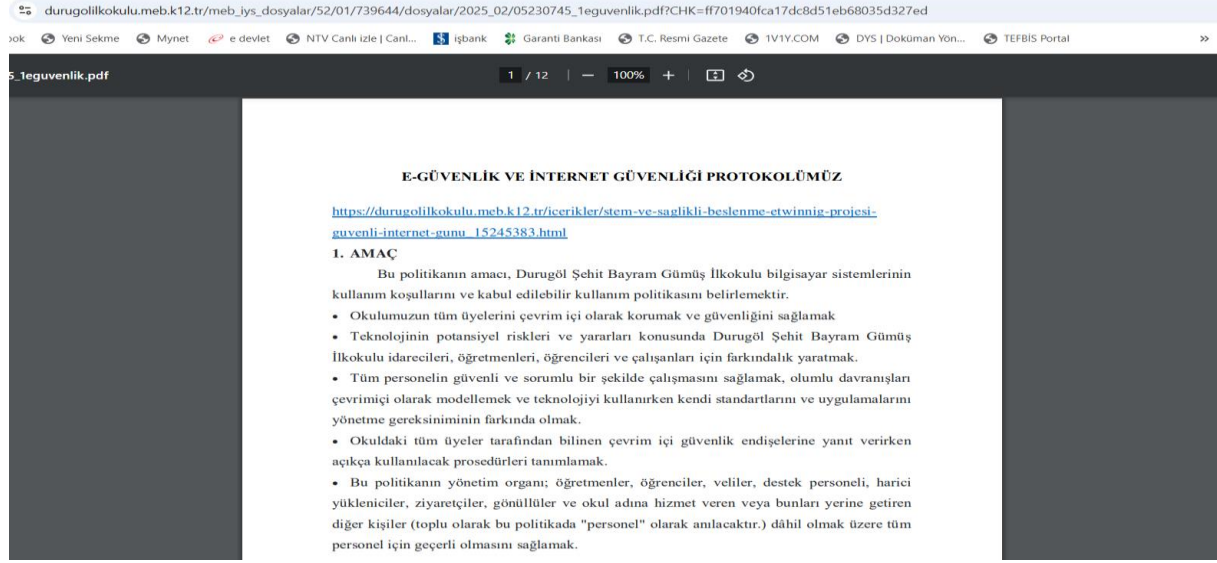 durugolilkokulu.meb.k12.tr/meb_iys_dosyalar/52/01/739644/dosyalar/2025_02/05230745_1eguvenlik.pdf?CHK=ff701940fca17dc8d51eb68035d327ed
ook Yeni Sekme Mynet e devlet NTV Canlı izle | Canl... işbank Garanti Bankası T.C. Resmi Gazete 1V1Y.COM DYS | Doküman Yön... TEFBİS Portal »
5_1eguvenlik.pdf 1 / 12 | — 100% + |
E-GÜVENLİK VE İNTERNET GÜVENLİĞİ PROTOKOLÜMÜZ
https://durugolilkokulu.meb.k12.tr/icerikler/stem-ve-saglikli-beslenme-etwinnig-projesi-
guvenli-internet-gunu_15245383.html
1. AMAÇ
Bu politikanın amacı, Durugöl Şehit Bayram Gümüş İlkokulu bilgisayar sistemlerinin
kullanım koşullarını ve kabul edilebilir kullanım politikasını belirlemektir.
• Okulumuzun tüm üyelerini çevrim içi olarak korumak ve güvenliğini sağlamak
• Teknolojinin potansiyel riskleri ve yararları konusunda Durugöl Şehit Bayram Gümüş
İlkokulu idarecileri, öğretmenleri, öğrencileri ve çalışanları için farkındalık yaratmak.
• Tüm personelin güvenli ve sorumlu bir şekilde çalışmasını sağlamak, olumlu davranışları
çevrimiçi olarak modellemek ve teknolojiyi kullanırken kendi standartlarını ve uygulamalarını
yönetme gereksiniminin farkında olmak.
• Okuldaki tüm üyeler tarafından bilinen çevrim içi güvenlik endişelerine yanıt verirken
açıkça kullanılacak prosedürleri tanımlamak.
• Bu politikanın yönetim organı; öğretmenler, öğrenciler, veliler, destek personeli, harici
yükleniciler, ziyaretçiler, gönüllüler ve okul adına hizmet veren veya bunları yerine getiren
diğer kişiler (toplu olarak bu politikada "personel" olarak anılacaktır.) dâhil olmak üzere tüm
personel için geçerli olmasını sağlamak.